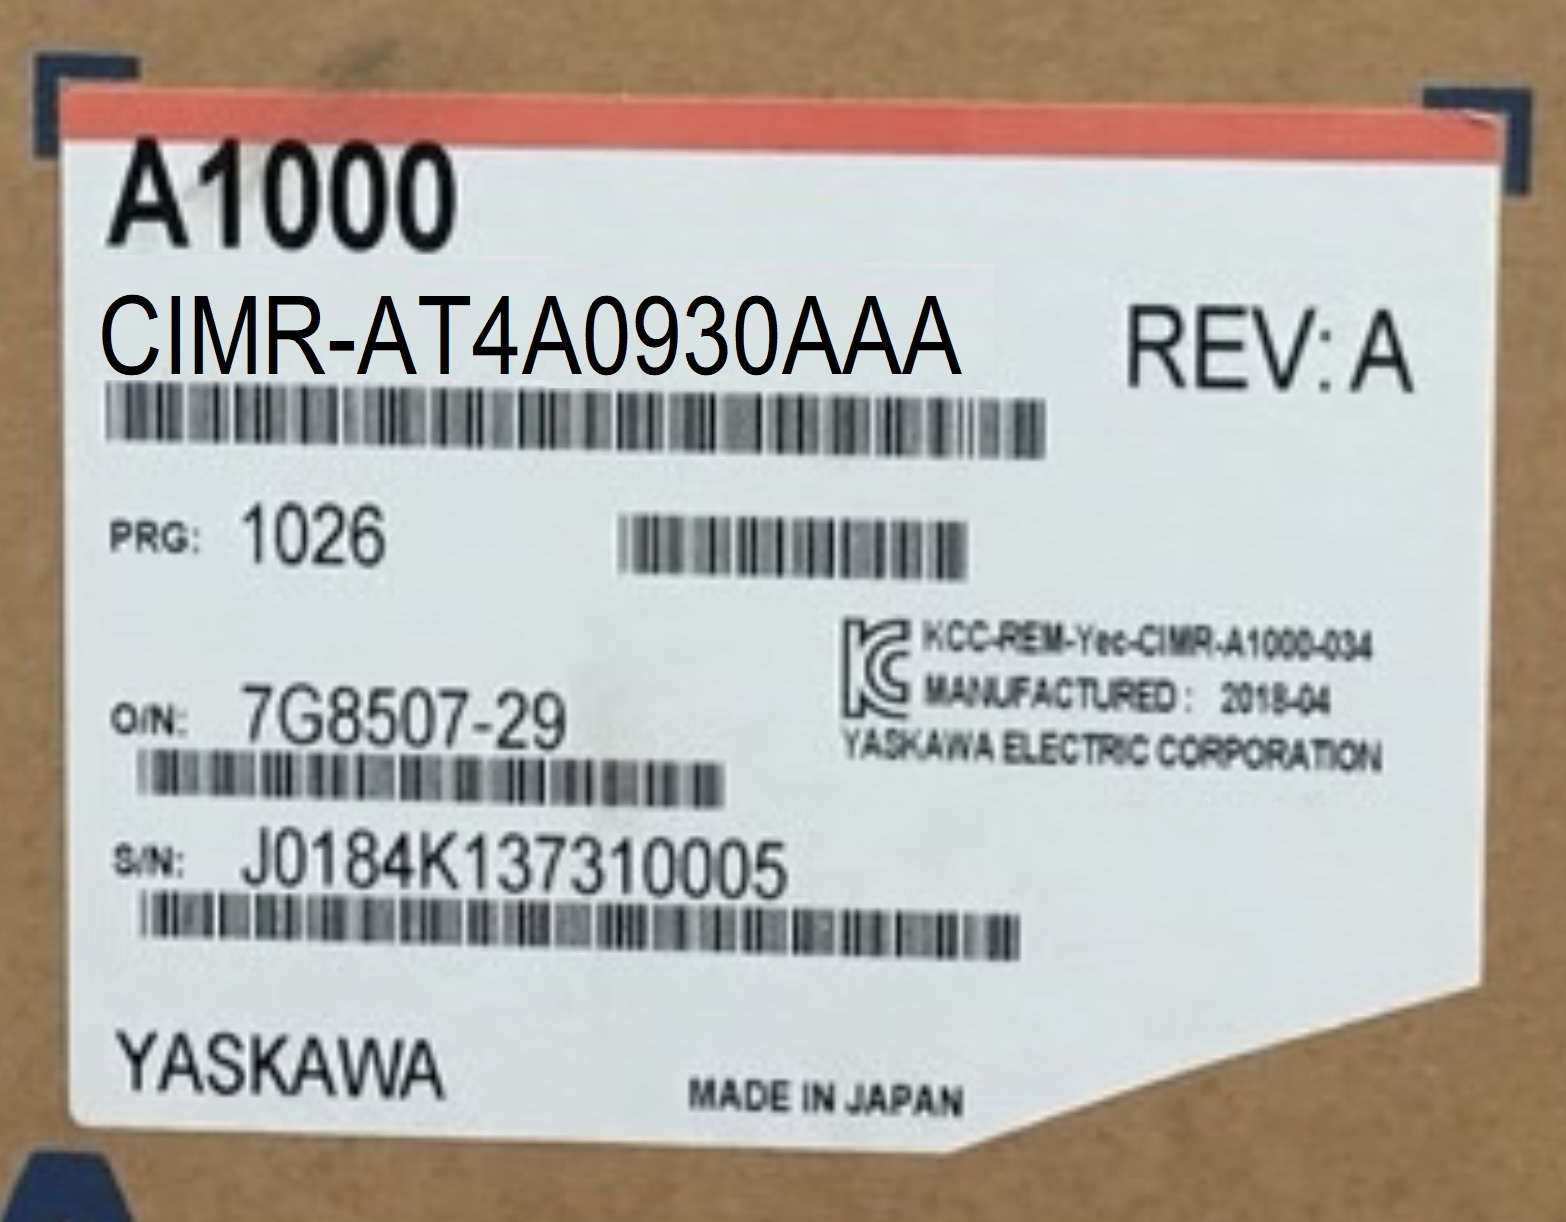 A1000
CIMR-AT4A0930AAA REV: A
PRG: 1026
KCC-REM-Yec-CIMR-A1000-034
MANUFACTURED : 2018-04
YASKAWA ELECTRIC CORPORATION
O/N: 7G8507-29
S/N: J0184K137310005
YASKAWA MADE IN JAPAN